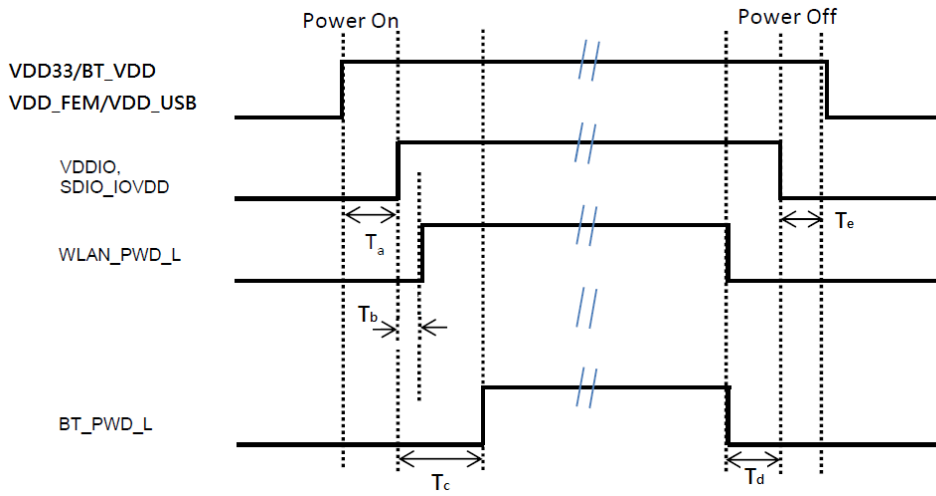 Power On
Power Off
VDD33/BT_VDD
VDD_FEM/VDD_USB
VDDIO,
SDIO_IOVDD
Ta
Te
WLAN_PWD_L
Tb
BT_PWD_L
Tc
Td